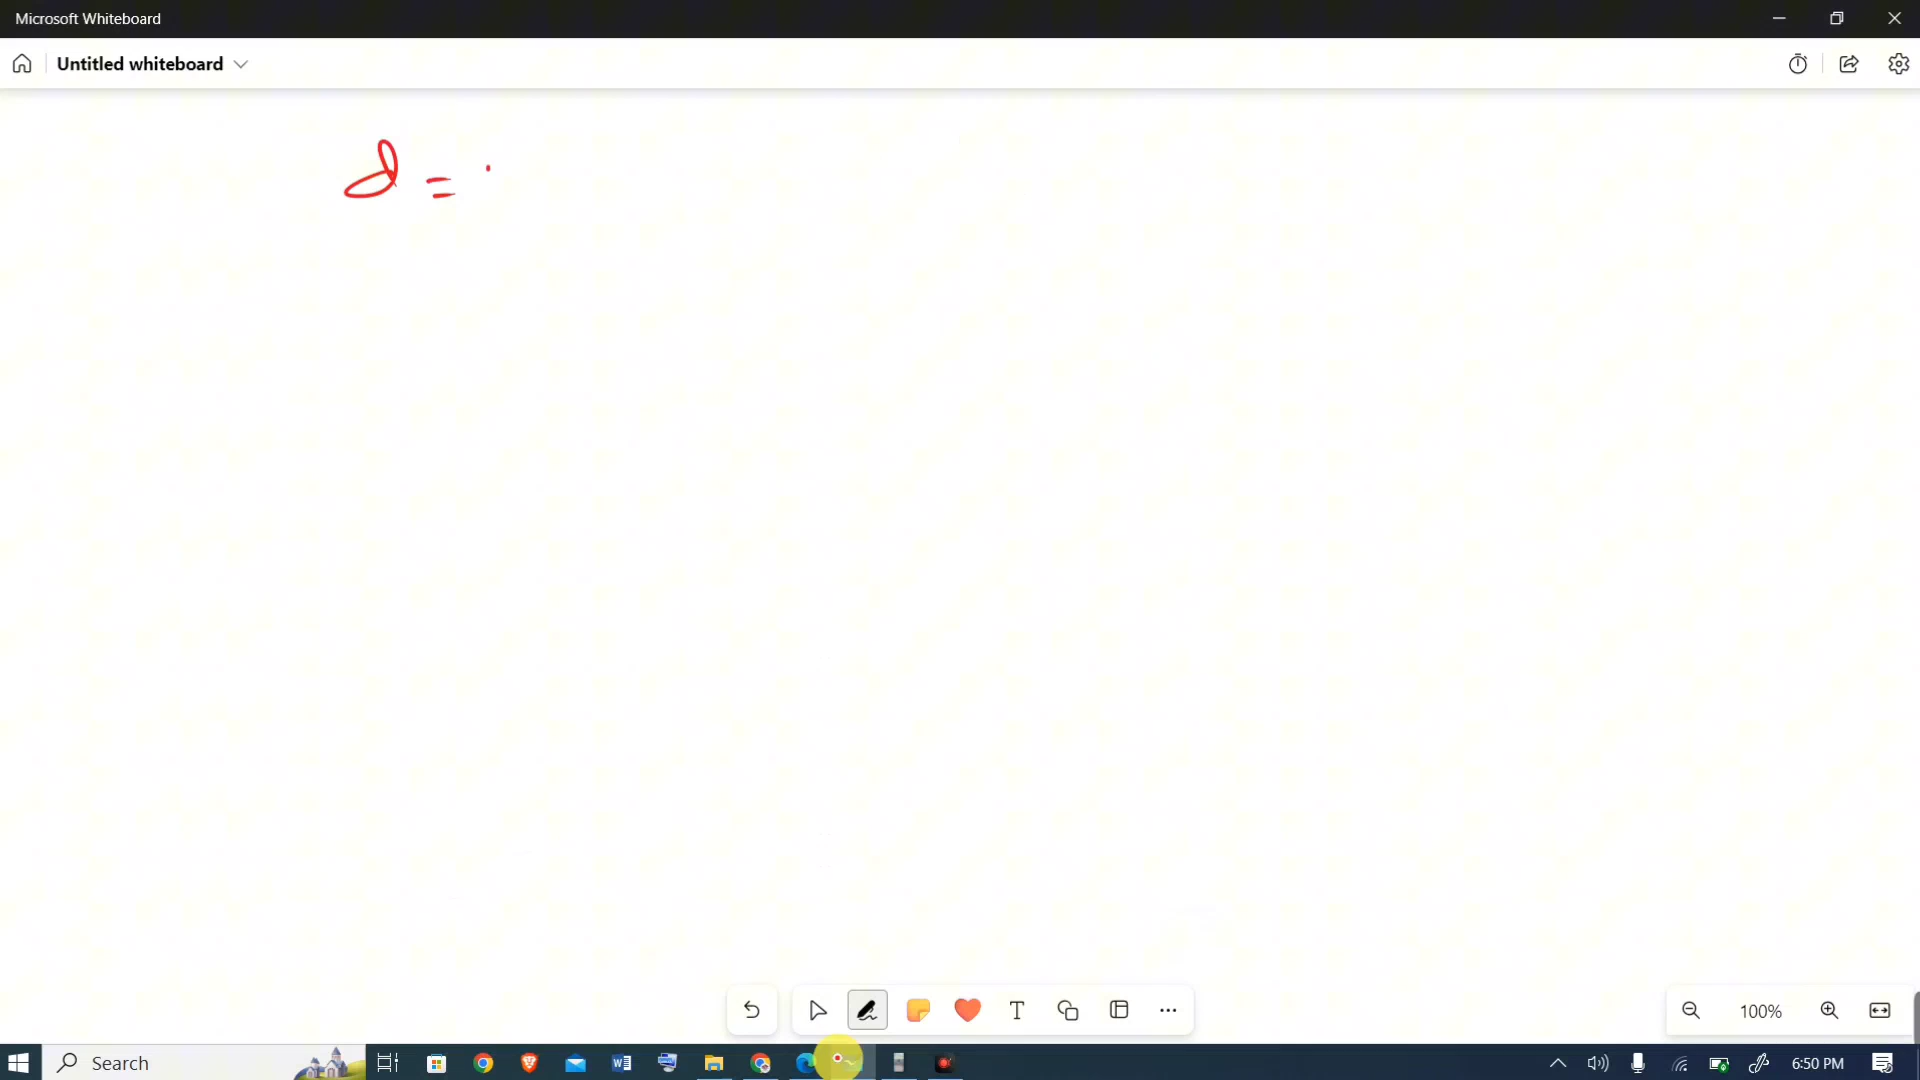 Microsoft Whiteboard
Untitled whiteboard
d =
T
100%
Search
6:50 PM